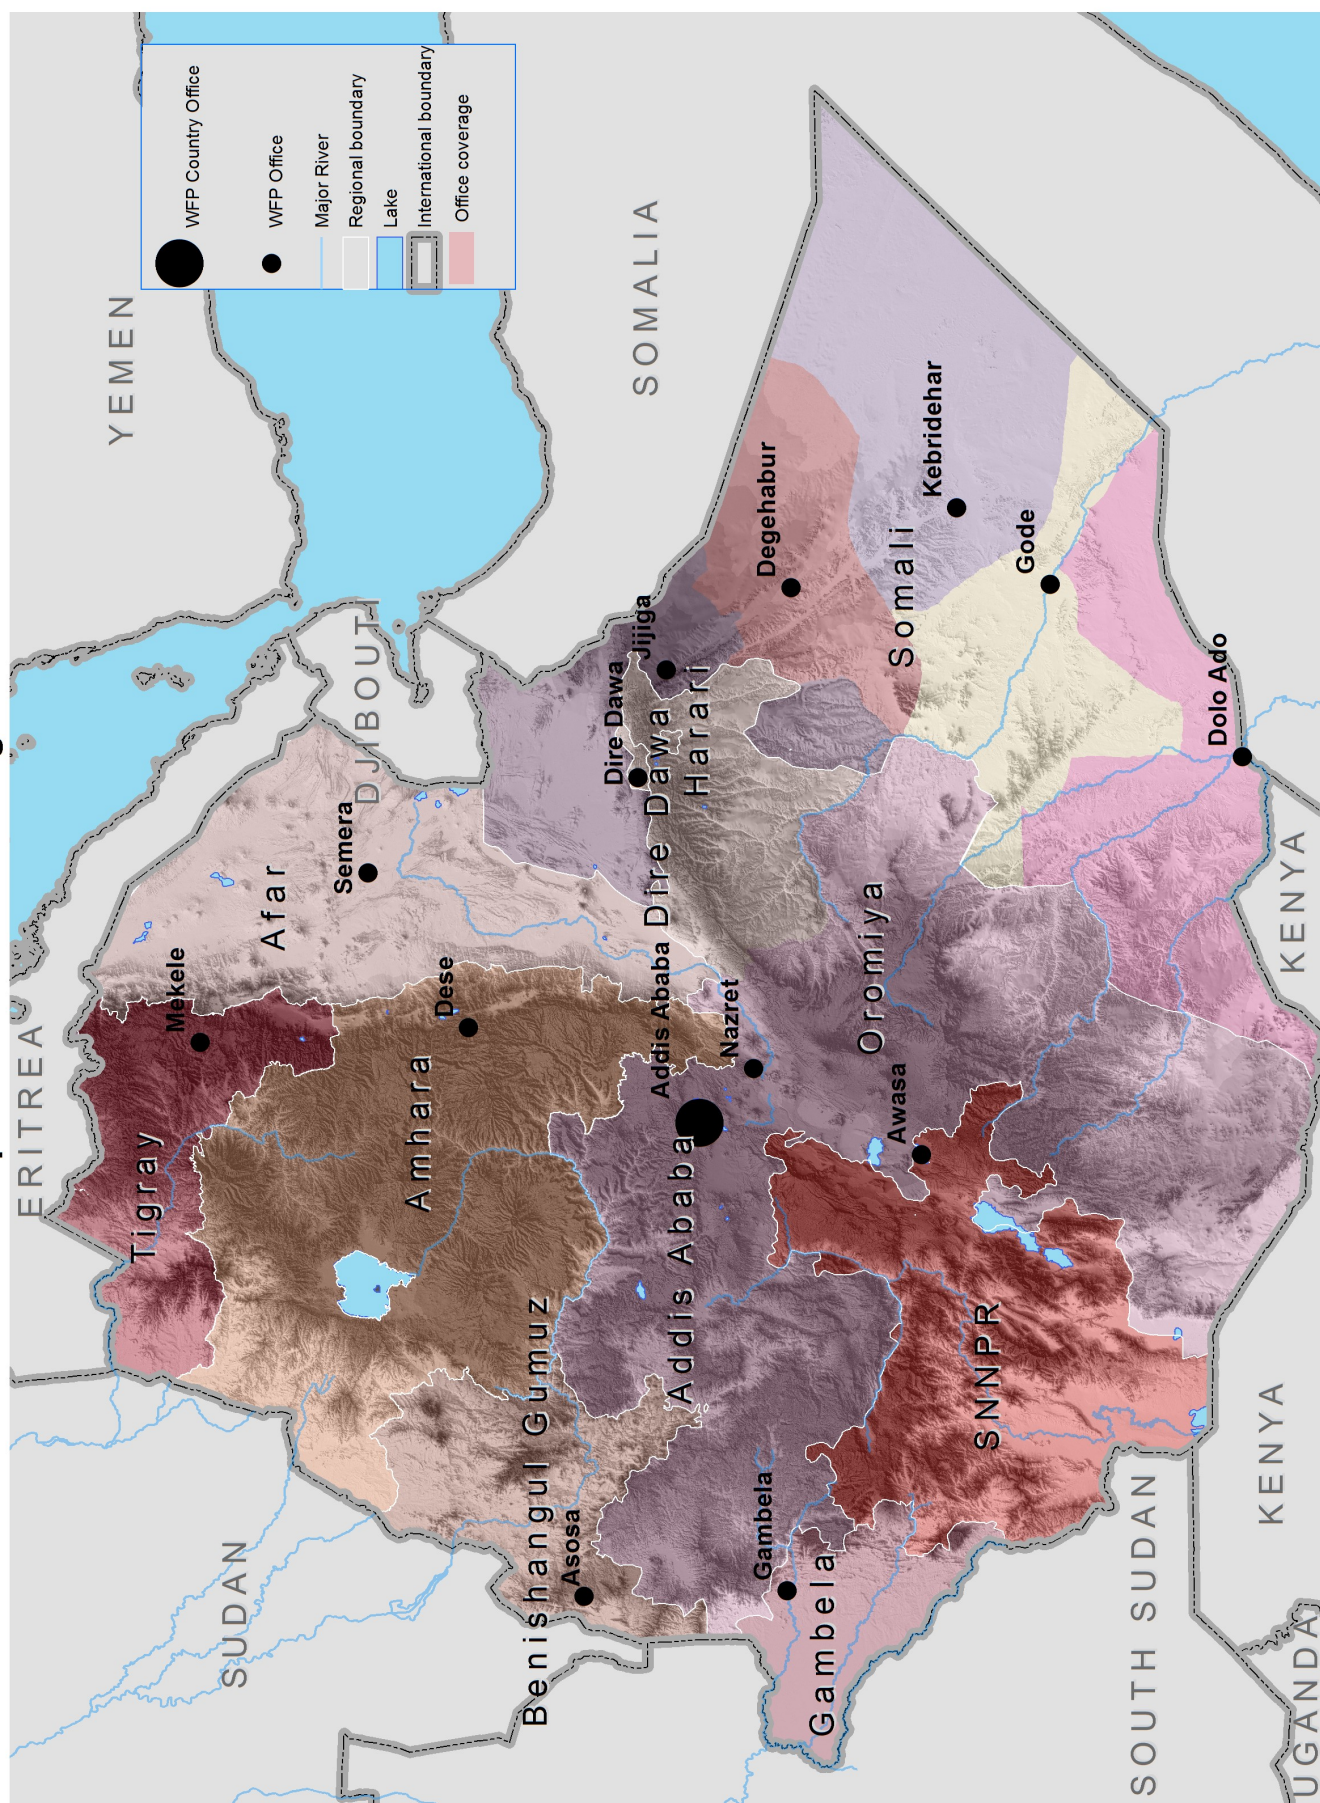 WFP Country Office
WFP Office
Major River
Regional boundary
Lake
International boundary
Office coverage
YEMEN
ERITREA
SUDAN
DJIBOUTI
SOMALIA
SOUTH SUDAN
KENYA
KENYA
UGANDA
Tigray
Mekele
Afar
Semera
Amhara
Dese
Benishangul Gumuz
Asosa
Addis Ababa
Addis Ababa
Dire Dawa
Dire Dawa
Jijiga
Harari
Nazret
Gambela
Gambela
Oromiya
Awasa
SNNPR
Degehabur
Somali
Kebridehar
Gode
Dolo Ado